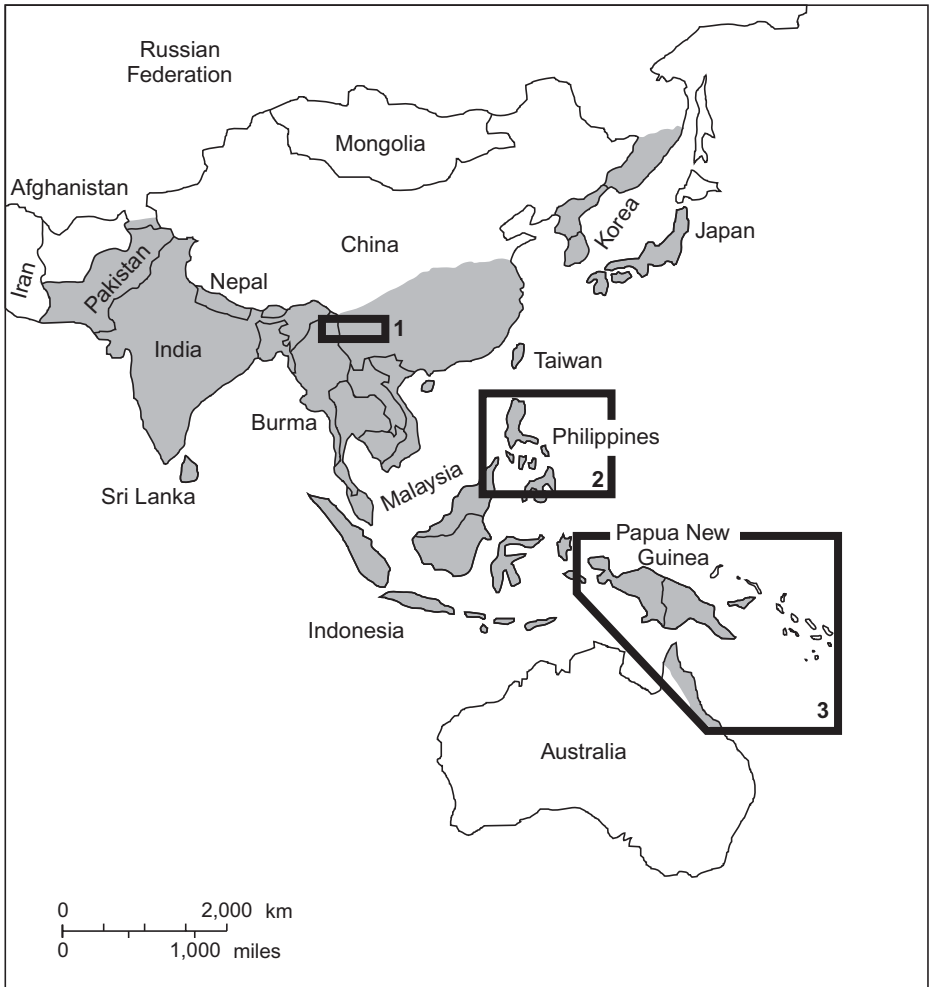 Russian
Federation
Mongolia
Afghanistan
China
Korea
Japan
Iran
Pakistan
Nepal
1
India
Taiwan
Burma
Philippines
Malaysia
2
Sri Lanka
Papua New
Guinea
Indonesia
3
Australia
0 2,000 km
0 1,000 miles